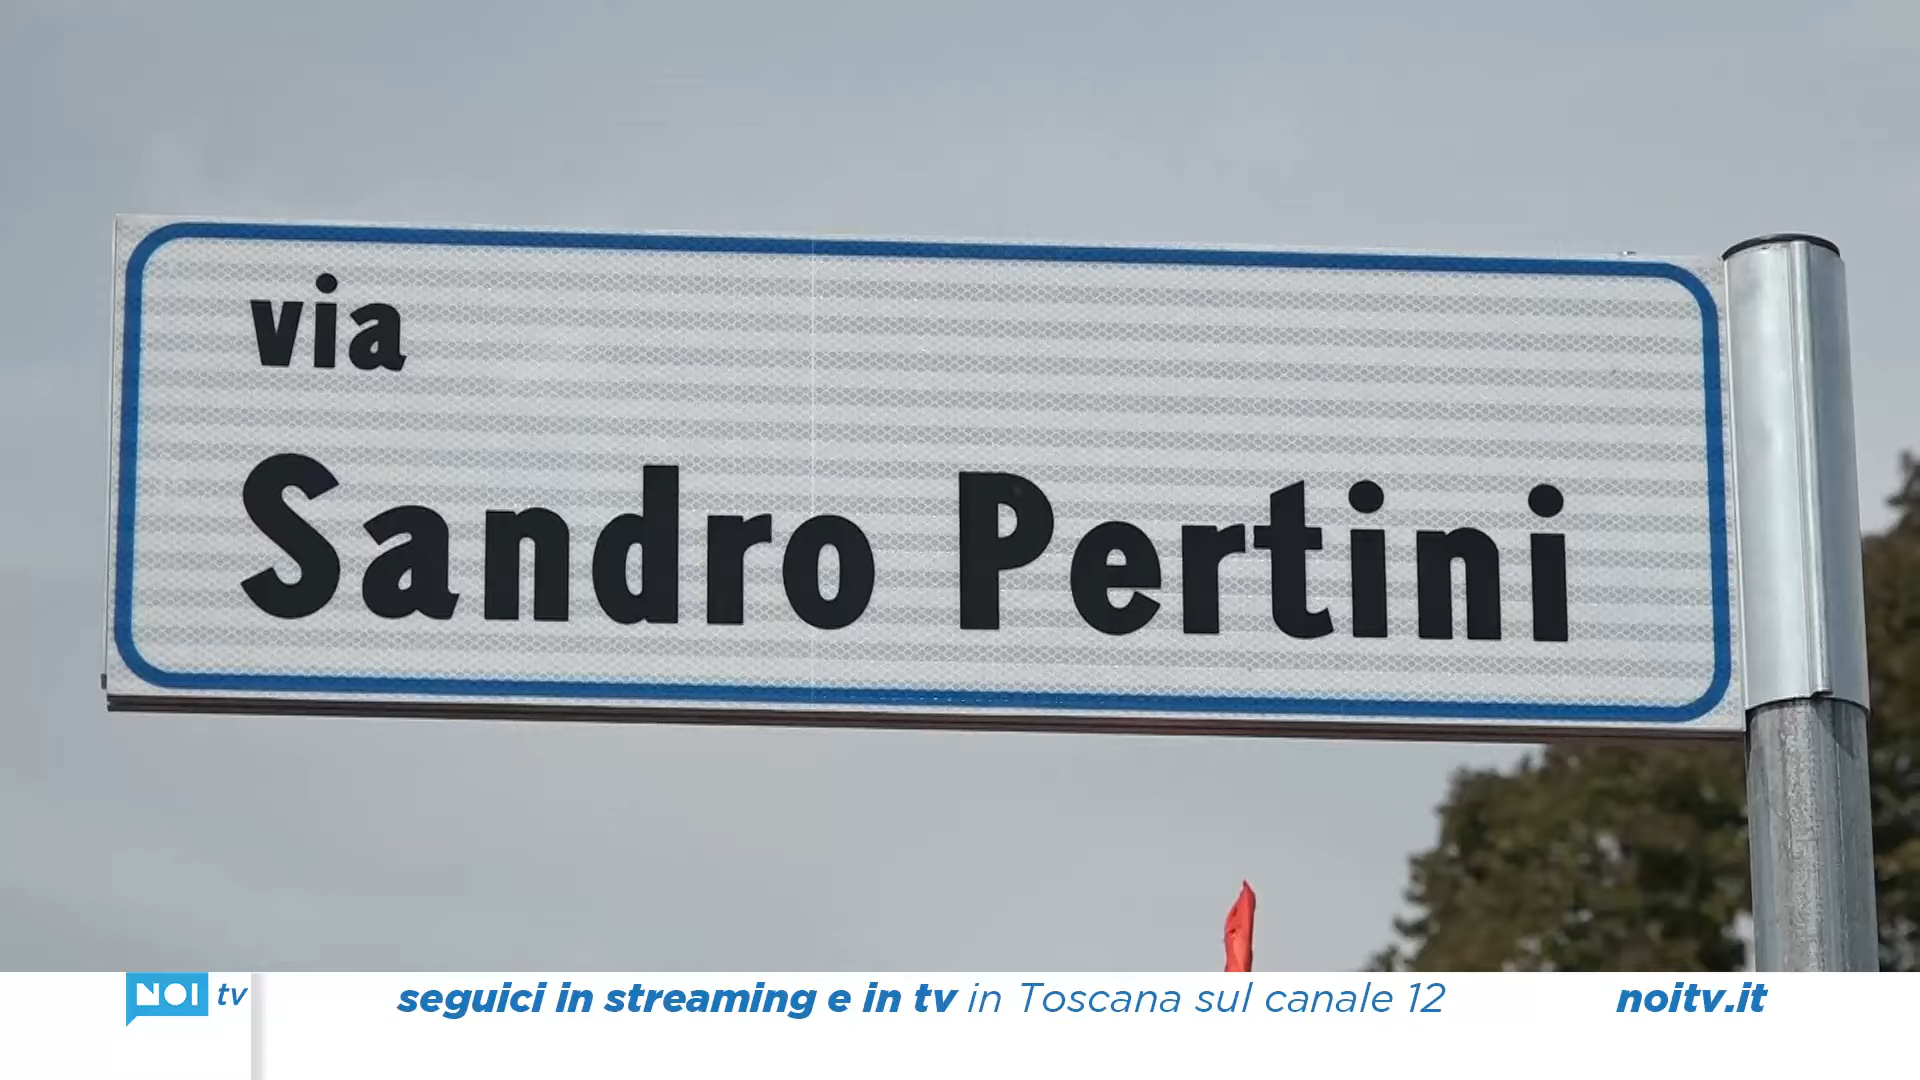 via
Sandro Pertini
NOI tv
seguici in streaming e in tv in Toscana sul canale 12
noitv.it